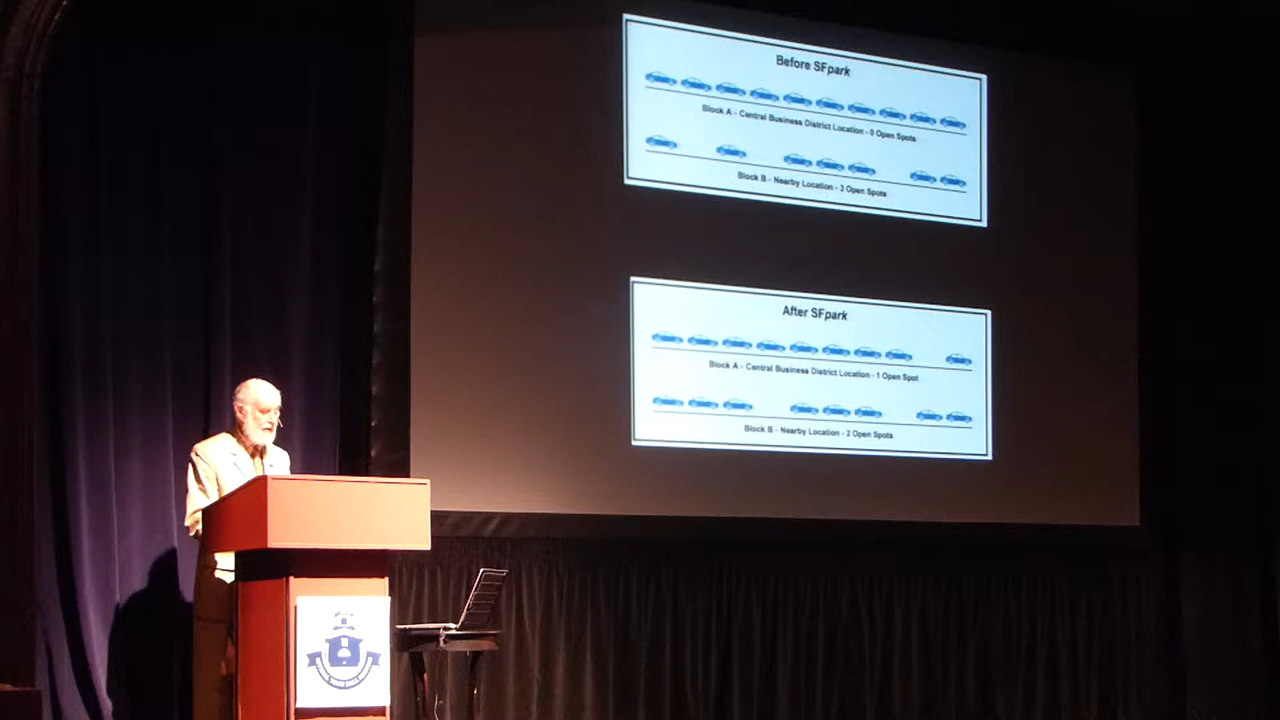 Before SFpark
Block A - Central Business District Location - 0 Open Spots
Block B - Nearby Location - 3 Open Spots
After SFpark
Block A - Central Business District Location - 1 Open Spot
Block B - Nearby Location - 2 Open Spots